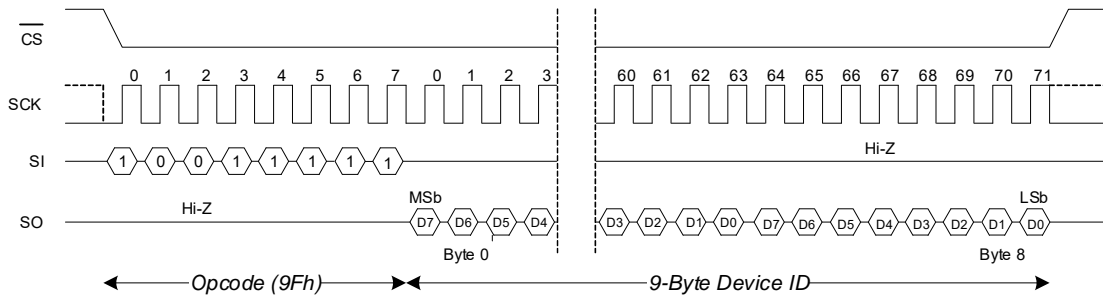 CS
0 1 2 3 4 5 6 7 0 1 2 3 60 61 62 63 64 65 66 67 68 69 70 71
SCK
Hi-Z
SI 1 0 0 1 1 1 1 1
MSb LSb
Hi-Z
SO D7 D6 D5 D4 D3 D2 D1 D0 D7 D6 D5 D4 D3 D2 D1 D0
Byte 0 Byte 8
Opcode (9Fh) 9-Byte Device ID